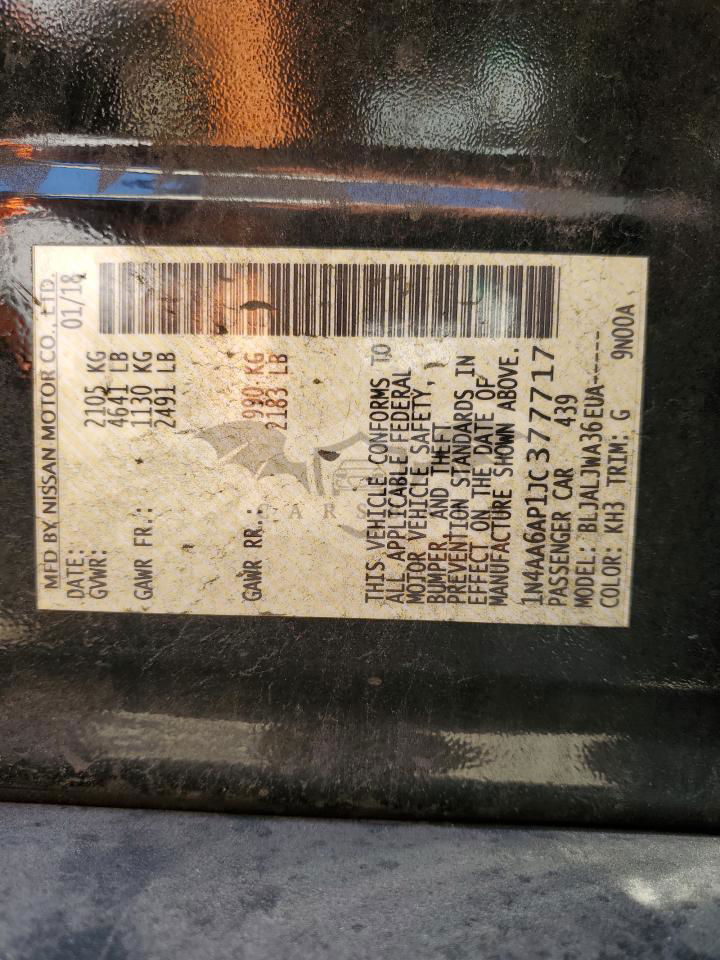 MFD BY NISSAN MOTOR CO., LTD.
DATE: 01/18
GVWR: 2105 KG
4641 LB
GAWR FR.: 1130 KG
2491 LB
GAWR RR.: 990 KG
2183 LB
THIS VEHICLE CONFORMS TO
ALL APPLICABLE FEDERAL
MOTOR VEHICLE SAFETY,
BUMPER, AND THEFT
PREVENTION STANDARDS IN
EFFECT ON THE DATE OF
MANUFACTURE SHOWN ABOVE.
1N4AA6AP1JC377717
PASSENGER CAR 439
MODEL: BLJALJWA36EUA-----
COLOR: KH3 TRIM: G 9N00A